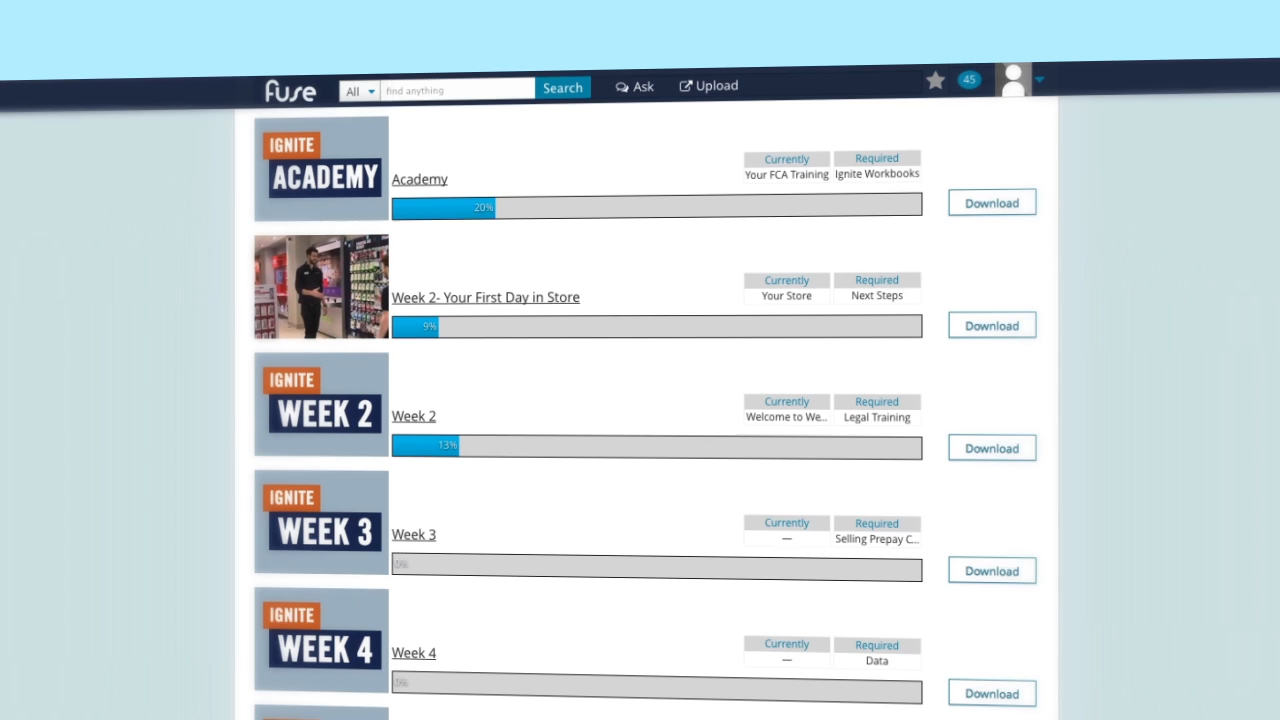 fuse All find anything Search Ask Upload 45
IGNITE
ACADEMY
Academy
Currently Required
Your FCA Training Ignite Workbooks
20%
Download
Week 2- Your First Day in Store
Currently Required
Your Store Next Steps
9%
Download
IGNITE
WEEK 2
Week 2
Currently Required
Welcome to We... Legal Training
13%
Download
IGNITE
WEEK 3
Week 3
Currently Required
— Selling Prepay C...
0%
Download
IGNITE
WEEK 4
Week 4
Currently Required
— Data
0%
Download